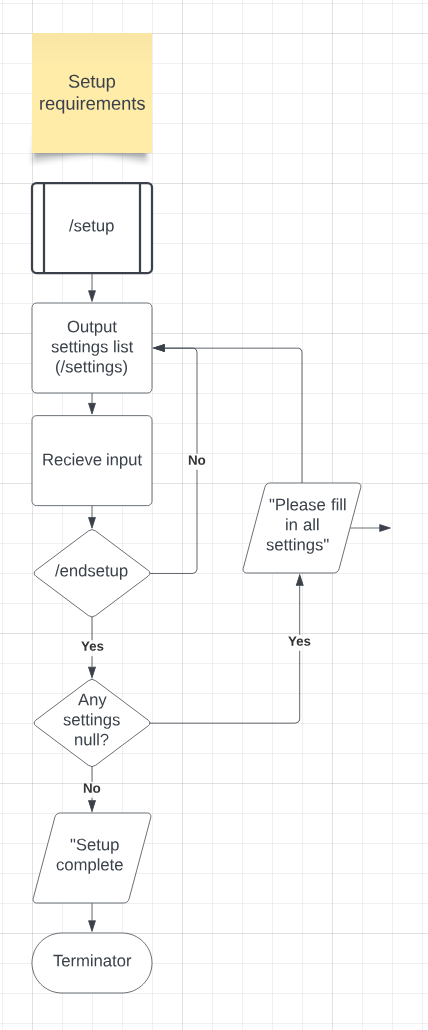 Setup
requirements
/setup
Output
settings list
(/settings)
Recieve input
No
"Please fill
in all
settings"
/endsetup
Yes
Yes
Any
settings
null?
No
"Setup
complete
Terminator